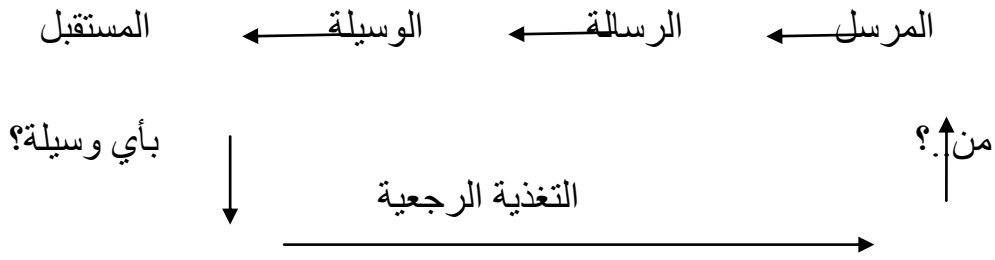 المرسل الرسالة الوسيلة المستقبل
من..؟ بأي وسيلة؟
التغذية الرجعية